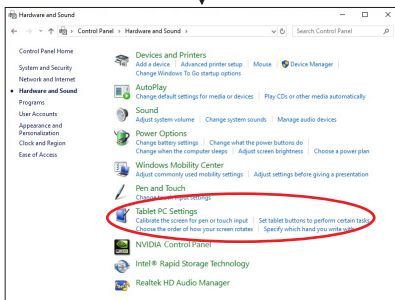 Hardware and Sound
Control Panel > Hardware and Sound >
Search Control Panel
Control Panel Home
System and Security
Network and Internet
Hardware and Sound
Programs
User Accounts
Appearance and
Personalization
Clock and Region
Ease of Access
Devices and Printers
Add a device | Advanced printer setup | Mouse | Device Manager |
Change Windows To Go startup options
AutoPlay
Change default settings for media or devices | Play CDs or other media automatically
Sound
Adjust system volume | Change system sounds | Manage audio devices
Power Options
Change battery settings | Change what the power buttons do |
Change when the computer sleeps | Adjust screen brightness | Choose a power plan
Windows Mobility Center
Adjust commonly used mobility settings | Adjust settings before giving a presentation
Pen and Touch
Change touch input settings
Tablet PC Settings
Calibrate the screen for pen or touch input | Set tablet buttons to perform certain tasks
Choose the order of how your screen rotates | Specify which hand you write with
NVIDIA Control Panel
Intel® Rapid Storage Technology
Realtek HD Audio Manager